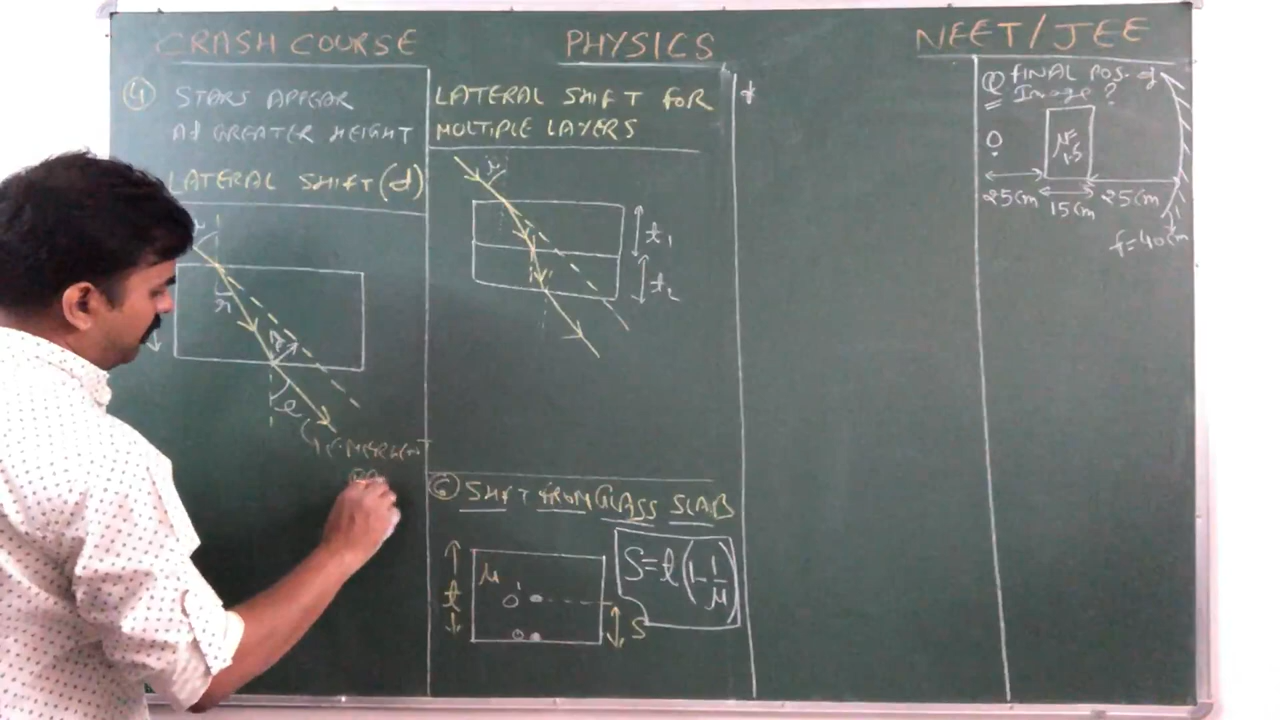 CRASH COURSE
PHYSICS
NEET/JEE
④ STARS APPEAR
At GREATER HEIGHT
LATERAL SHIFT (d)
i
r
d
e
EMERGENT
LATERAL SHIFT FOR
MULTIPLE LAYERS
i
t₁
t₂
⑥ SHIFT FROM GLASS SLAB
μ
t
O'
O
S
S=t(1-1/μ)
Q FINAL POS. of
Image?
O
μ=
1.5
25cm 15cm 25cm
f=40cm